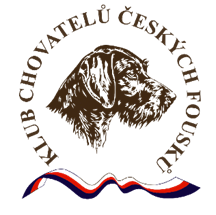 KLUB CHOVATELŮ ČESKÝCH FOUSKŮ